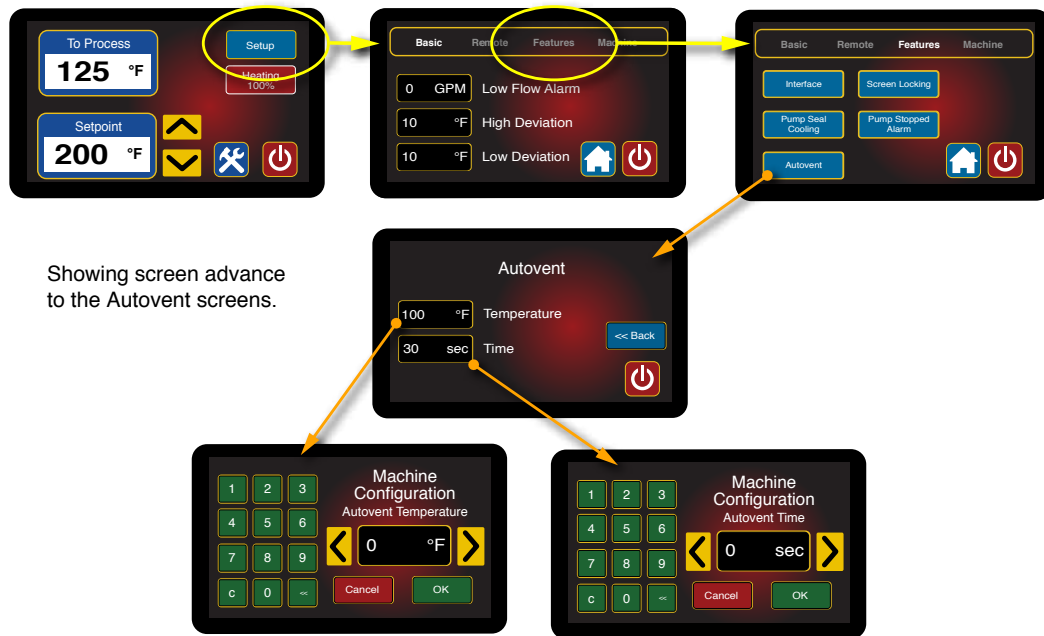 To Process
125 °F
Setup
Heating
100%
Setpoint
200 °F
Basic Remote Features Machine
0 GPM Low Flow Alarm
10 °F High Deviation
10 °F Low Deviation
Basic Remote Features Machine
Interface Screen Locking
Pump Seal
Cooling
Pump Stopped
Alarm
Autovent
Showing screen advance
to the Autovent screens.
Autovent
100 °F Temperature
30 sec Time
<< Back
1 2 3
4 5 6
7 8 9
c 0 <<
Machine
Configuration
Autovent Temperature
0 °F
Cancel OK
1 2 3
4 5 6
7 8 9
c 0 <<
Machine
Configuration
Autovent Time
0 sec
Cancel OK